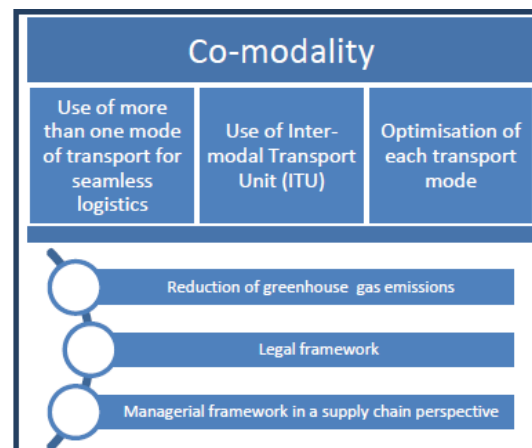 Co-modality
Use of more
than one mode
of transport for
seamless
logistics
Use of Inter-
modal Transport
Unit (ITU)
Optimisation of
each transport
mode
Reduction of greenhouse gas emissions
Legal framework
Managerial framework in a supply chain perspective